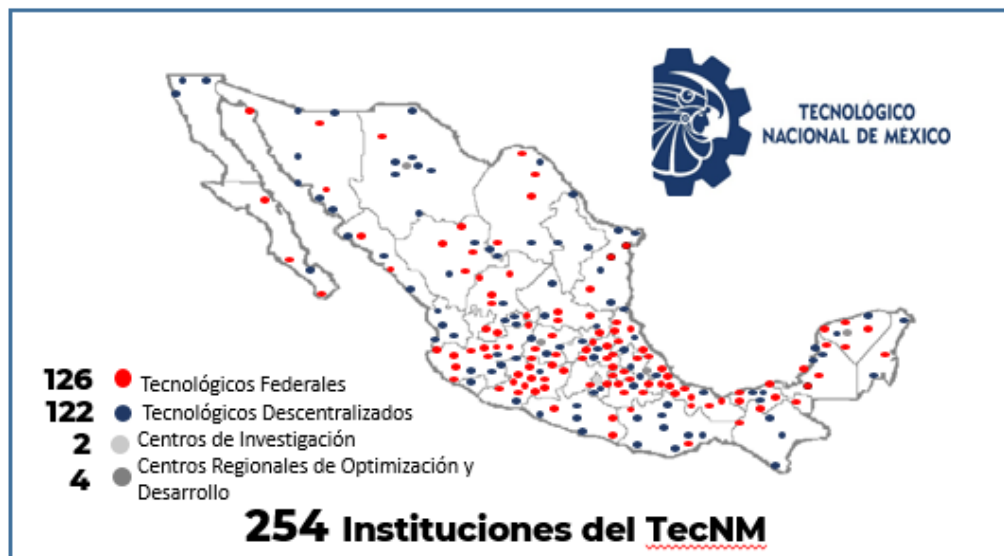 TECNOLÓGICO
NACIONAL DE MÉXICO
126 Tecnológicos Federales
122 Tecnológicos Descentralizados
2 Centros de Investigación
4 Centros Regionales de Optimización y
Desarrollo
254 Instituciones del TecNM